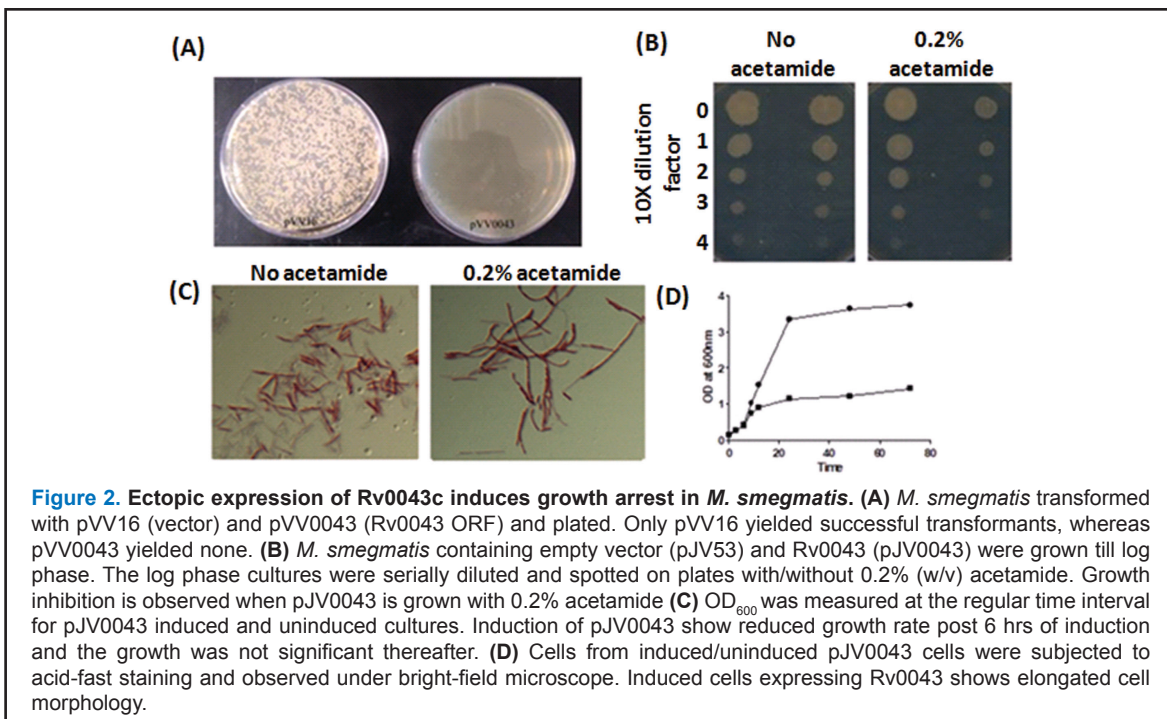 (A)
pVV16
pVV0043
(B)
No
acetamide
0.2%
acetamide
10X dilution
factor
0
1
2
3
4
(C)
No acetamide
0.2% acetamide
(D)
OD at 600nm
4
3
2
1
0
0 20 40 60 80
Time
Figure 2. Ectopic expression of Rv0043c induces growth arrest in M. smegmatis. (A) M. smegmatis transformed
with pVV16 (vector) and pVV0043 (Rv0043 ORF) and plated. Only pVV16 yielded successful transformants, whereas
pVV0043 yielded none. (B) M. smegmatis containing empty vector (pJV53) and Rv0043 (pJV0043) were grown till log
phase. The log phase cultures were serially diluted and spotted on plates with/without 0.2% (w/v) acetamide. Growth
inhibition is observed when pJV0043 is grown with 0.2% acetamide (C) OD600 was measured at the regular time interval
for pJV0043 induced and uninduced cultures. Induction of pJV0043 show reduced growth rate post 6 hrs of induction
and the growth was not significant thereafter. (D) Cells from induced/uninduced pJV0043 cells were subjected to
acid-fast staining and observed under bright-field microscope. Induced cells expressing Rv0043 shows elongated cell
morphology.